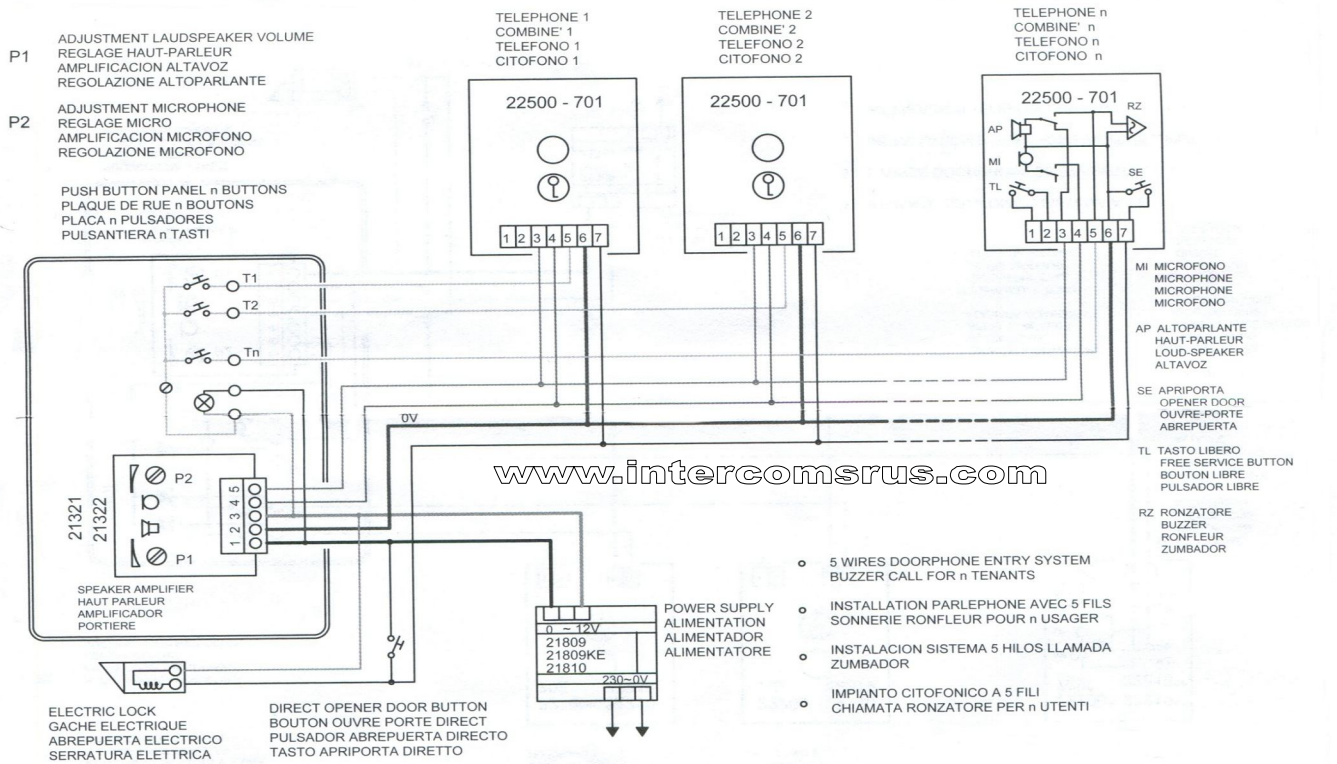 P1
ADJUSTMENT LAUDSPEAKER VOLUME
REGLAGE HAUT-PARLEUR
AMPLIFICACION ALTAVOZ
REGOLAZIONE ALTOPARLANTE
P2
ADJUSTMENT MICROPHONE
REGLAGE MICRO
AMPLIFICACION MICROFONO
REGOLAZIONE MICROFONO
PUSH BUTTON PANEL n BUTTONS
PLAQUE DE RUE n BOUTONS
PLACA n PULSADORES
PULSANTIERA n TASTI
TELEPHONE 1
COMBINE' 1
TELEFONO 1
CITOFONO 1
22500 - 701
1 2 3 4 5 6 7
TELEPHONE 2
COMBINE' 2
TELEFONO 2
CITOFONO 2
22500 - 701
1 2 3 4 5 6 7
TELEPHONE n
COMBINE' n
TELEFONO n
CITOFONO n
22500 - 701
RZ
AP
MI
TL
SE
1 2 3 4 5 6 7
T1
T2
Tn
0V
P2
P1
21321
21322
1 2 3 4 5
SPEAKER AMPLIFIER
HAUT PARLEUR
AMPLIFICADOR
PORTIERE
MI MICROFONO
MICROPHONE
MICROPHONE
MICROFONO
AP ALTOPARLANTE
HAUT-PARLEUR
LOUD-SPEAKER
ALTAVOZ
SE APRIPORTA
OPENER DOOR
OUVRE-PORTE
ABREPUERTA
TL TASTO LIBERO
FREE SERVICE BUTTON
BOUTON LIBRE
PULSADOR LIBRE
RZ RONZATORE
BUZZER
RONFLEUR
ZUMBADOR
www.intercomsrus.com
0 ~ 12V
21809
21809KE
21810
230~0V
POWER SUPPLY
ALIMENTATION
ALIMENTADOR
ALIMENTATORE
5 WIRES DOORPHONE ENTRY SYSTEM
BUZZER CALL FOR n TENANTS
INSTALLATION PARLEPHONE AVEC 5 FILS
SONNERIE RONFLEUR POUR n USAGER
INSTALACION SISTEMA 5 HILOS LLAMADA
ZUMBADOR
IMPIANTO CITOFONICO A 5 FILI
CHIAMATA RONZATORE PER n UTENTI
ELECTRIC LOCK
GACHE ELECTRIQUE
ABREPUERTA ELECTRICO
SERRATURA ELETTRICA
DIRECT OPENER DOOR BUTTON
BOUTON OUVRE PORTE DIRECT
PULSADOR ABREPUERTA DIRECTO
TASTO APRIPORTA DIRETTO